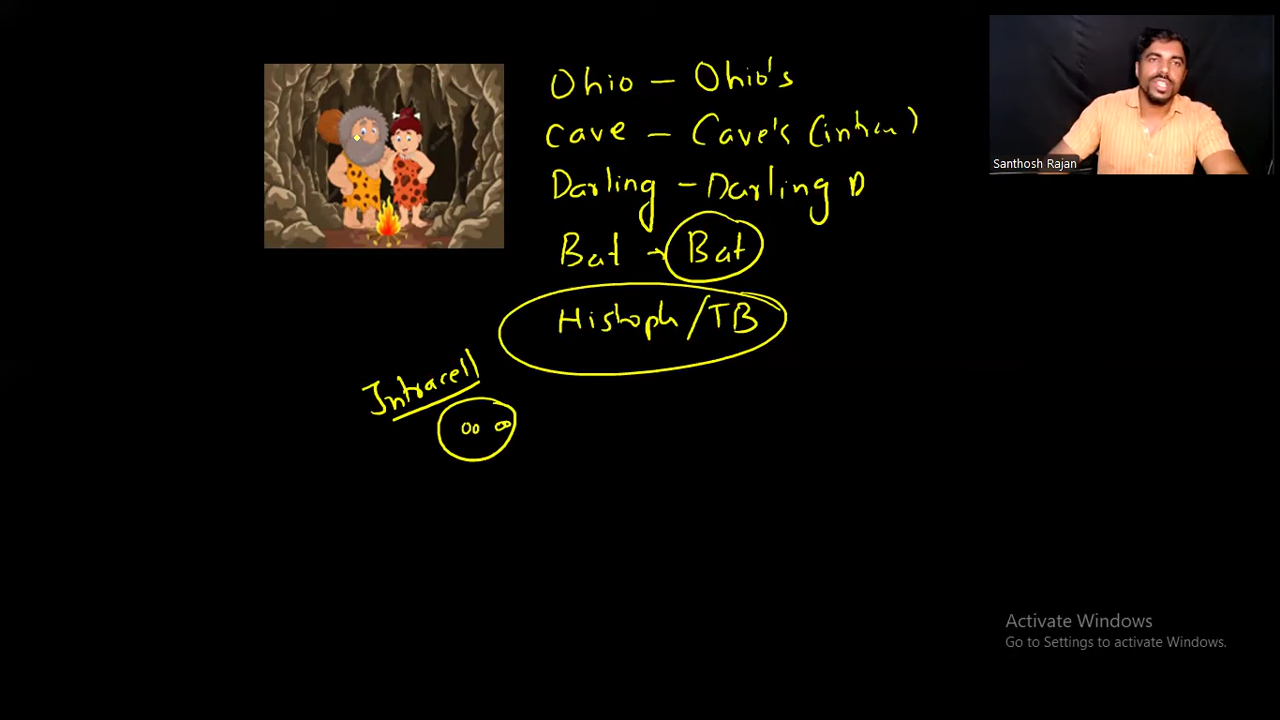 Ohio – Ohio's
Cave – Cave's (inhan)
Darling – Darling D
Bat → Bat
Histoph/TB
Intracell
Santhosh Rajan
Activate Windows
Go to Settings to activate Windows.